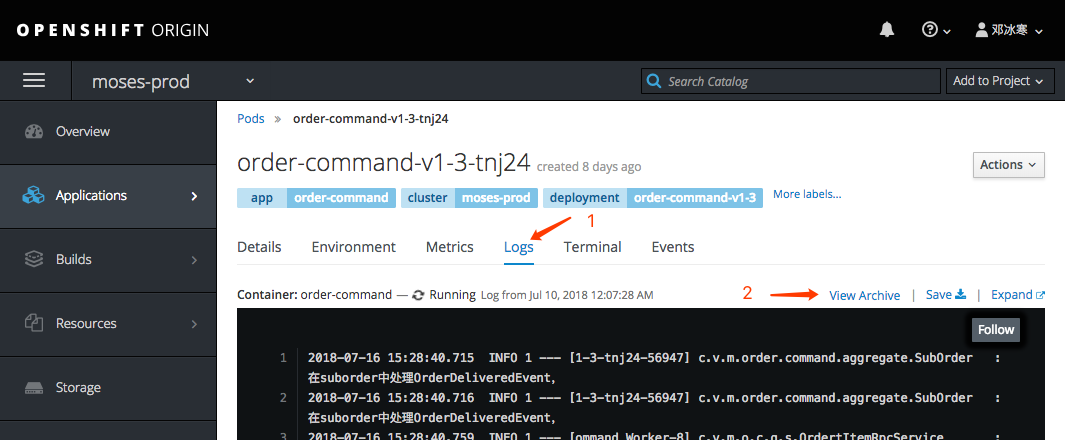 OPENSHIFT ORIGIN
邓冰寒
moses-prod
Search Catalog
Add to Project
Overview
Applications
Builds
Resources
Storage
Pods » order-command-v1-3-tnj24
order-command-v1-3-tnj24 created 8 days ago
Actions
app order-command cluster moses-prod deployment order-command-v1-3 More labels...
1
Details Environment Metrics Logs Terminal Events
2
Container: order-command — Running Log from Jul 10, 2018 12:07:28 AM View Archive | Save | Expand
Follow
1 2018-07-16 15:28:40.715 INFO 1 --- [1-3-tnj24-56947] c.v.m.order.command.aggregate.SubOrder :
在suborder中处理OrderDeliveredEvent,
2 2018-07-16 15:28:40.716 INFO 1 --- [1-3-tnj24-56947] c.v.m.order.command.aggregate.SubOrder :
在suborder中处理OrderDeliveredEvent,
3 2018-07-16 15:28:40.759 INFO 1 --- [ommand Worker-8] c.v.m.o.c.q.s.OrdertItemRpcService :